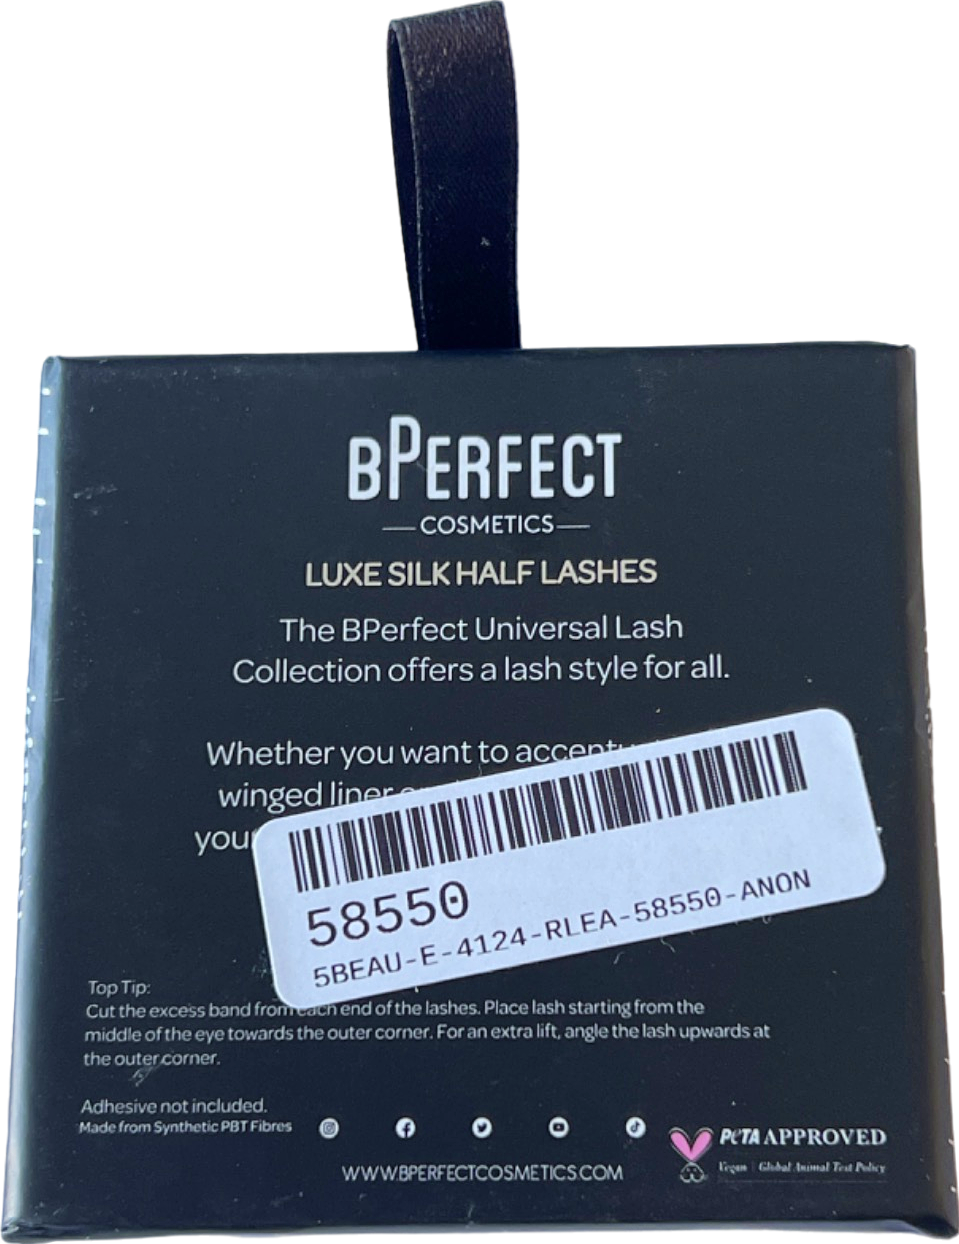 BPERFECT
COSMETICS
LUXE SILK HALF LASHES
The BPerfect Universal Lash
Collection offers a lash style for all.
Whether you want to
winged liner
58550
5BEAU-E-4124-RLEA-58550-ANON
Top Tip:
Cut the excess band from each end of the lashes. Place lash starting from the
middle of the eye towards the outer corner. For an extra lift, angle the lash upwards at
the outer corner.
Adhesive not included.
Made from Synthetic PBT Fibres
WWW.BPERFECTCOSMETICS.COM
PETA APPROVED
Vegan | Global Animal Test Policy